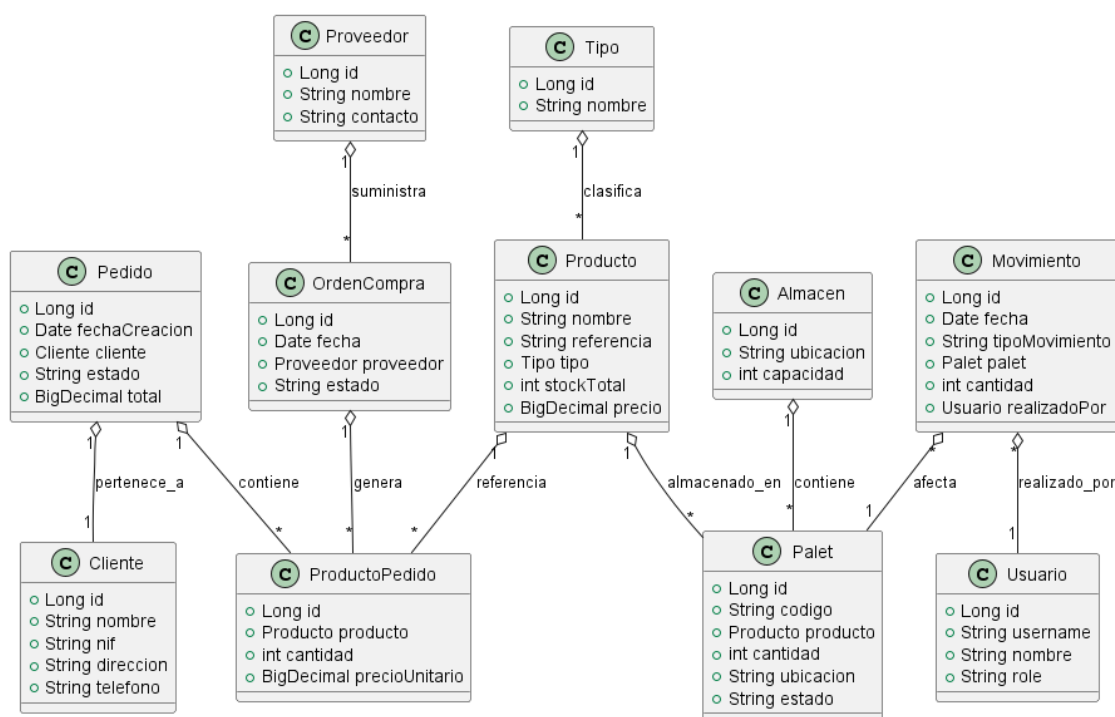 C Proveedor
Long id
String nombre
String contacto
C Tipo
Long id
String nombre
1
1
suministra
clasifica
*
*
C Pedido
Long id
Date fechaCreacion
Cliente cliente
String estado
BigDecimal total
C OrdenCompra
Long id
Date fecha
Proveedor proveedor
String estado
C Producto
Long id
String nombre
String referencia
Tipo tipo
int stockTotal
BigDecimal precio
C Almacen
Long id
String ubicacion
int capacidad
C Movimiento
Long id
Date fecha
String tipoMovimiento
Palet palet
int cantidad
Usuario realizadoPor
1
1
1
1
1
1
*
*
pertenece_a
contiene
genera
referencia
almacenado_en
contiene
afecta
realizado_por
1
*
*
*
*
*
1
1
C Cliente
Long id
String nombre
String nif
String direccion
String telefono
C ProductoPedido
Long id
Producto producto
int cantidad
BigDecimal precioUnitario
C Palet
Long id
String codigo
Producto producto
int cantidad
String ubicacion
String estado
C Usuario
Long id
String username
String nombre
String role